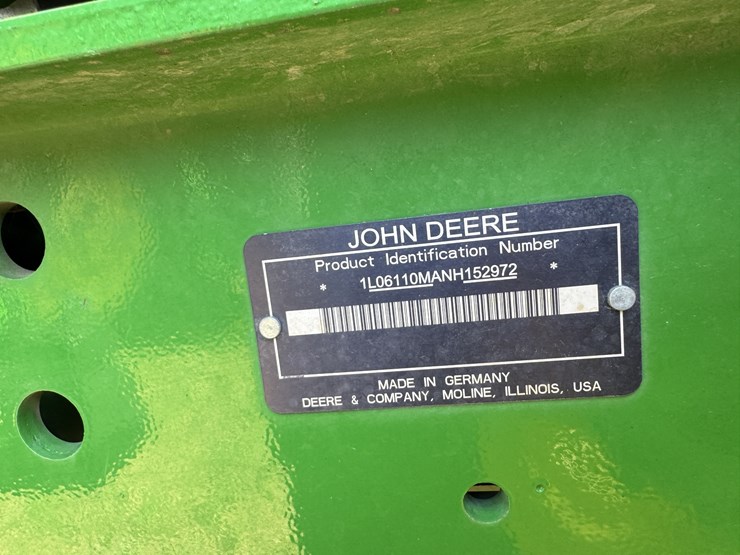 JOHN DEERE
Product Identification Number
* 1L06110MANH152972 *
MADE IN GERMANY
DEERE & COMPANY, MOLINE, ILLINOIS, USA